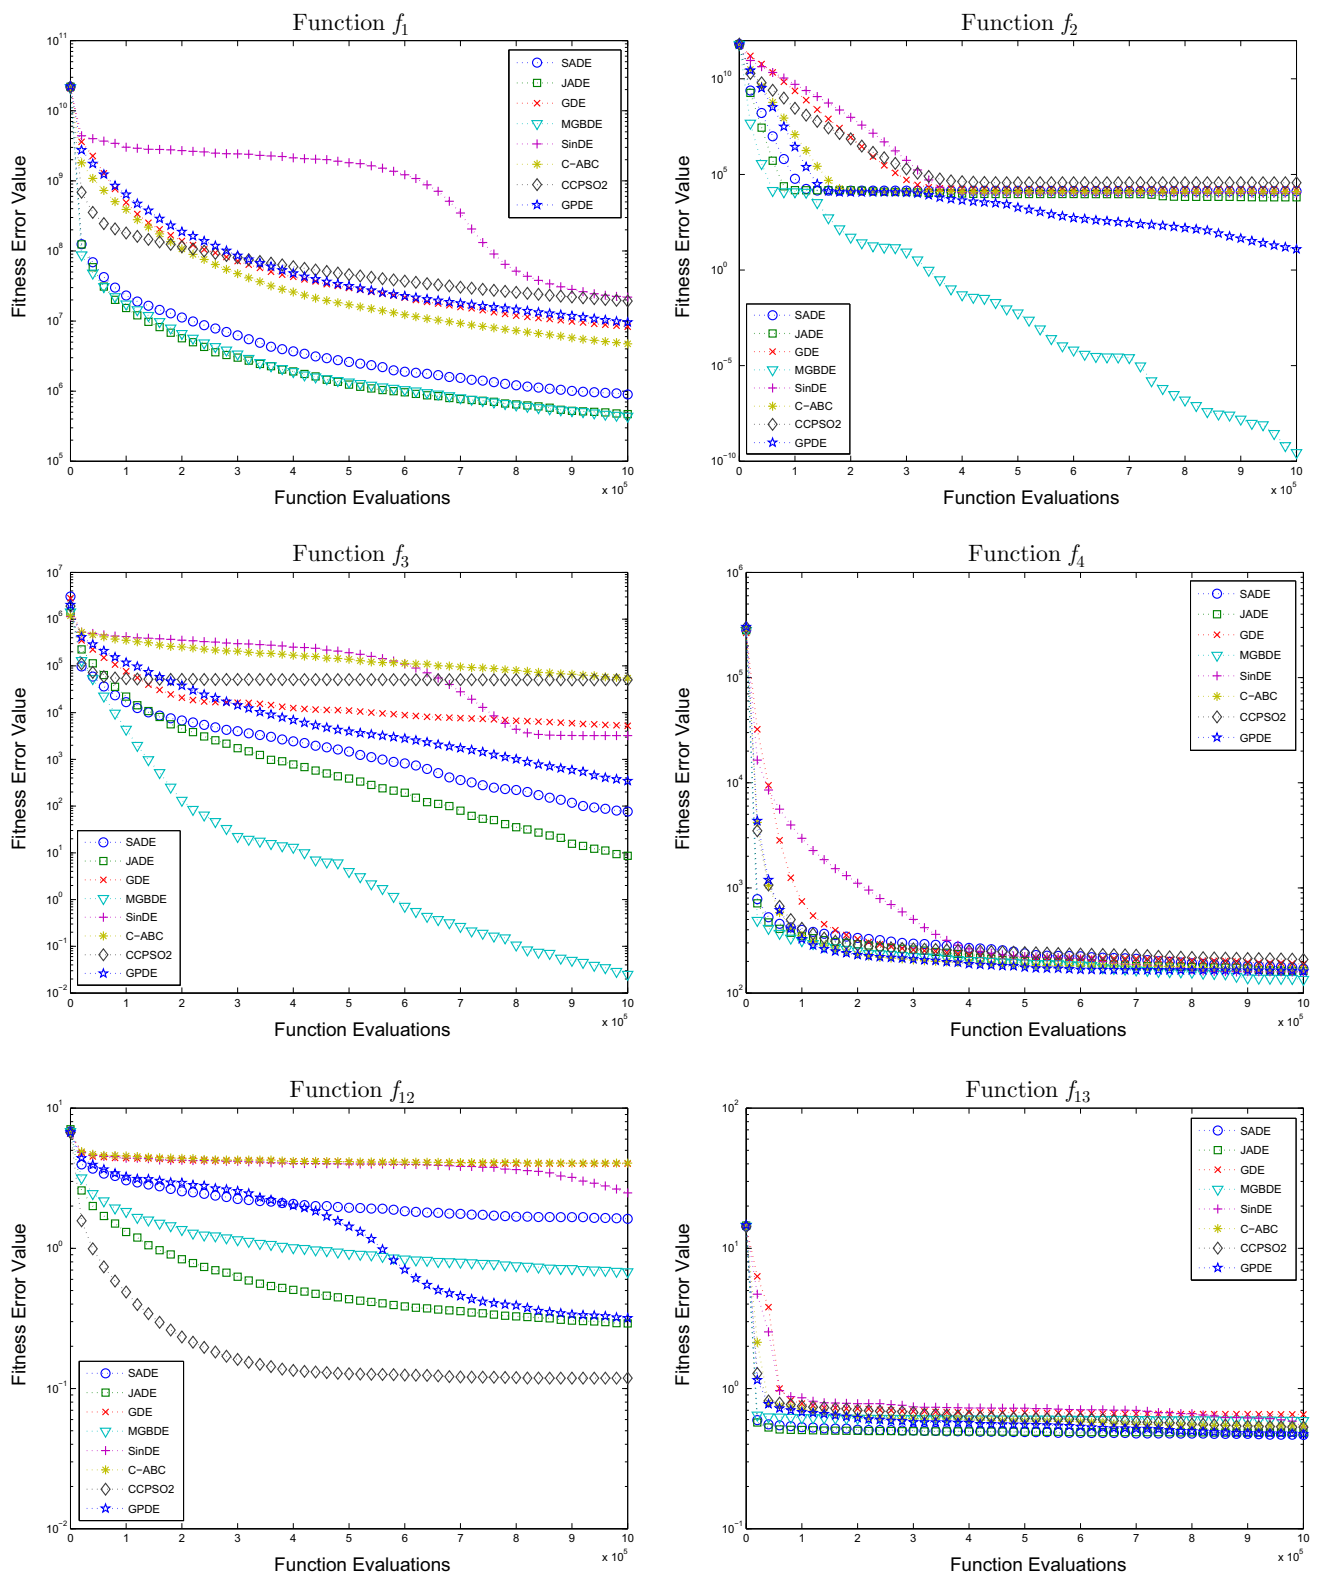 Function f1
Fitness Error Value
10^11
10^10
10^9
10^8
10^7
10^6
10^5
0 1 2 3 4 5 6 7 8 9 10
x 10^5
Function Evaluations
SADE
JADE
GDE
MGBDE
SinDE
C−ABC
CCPSO2
GPDE
Function f2
Fitness Error Value
10^10
10^5
10^0
10^−5
10^−10
0 1 2 3 4 5 6 7 8 9 10
x 10^5
Function Evaluations
SADE
JADE
GDE
MGBDE
SinDE
C−ABC
CCPSO2
GPDE
Function f3
Fitness Error Value
10^7
10^6
10^5
10^4
10^3
10^2
10^1
10^0
10^−1
10^−2
0 1 2 3 4 5 6 7 8 9 10
x 10^5
Function Evaluations
SADE
JADE
GDE
MGBDE
SinDE
C−ABC
CCPSO2
GPDE
Function f4
Fitness Error Value
10^6
10^5
10^4
10^3
10^2
0 1 2 3 4 5 6 7 8 9 10
x 10^5
Function Evaluations
SADE
JADE
GDE
MGBDE
SinDE
C−ABC
CCPSO2
GPDE
Function f12
Fitness Error Value
10^1
10^0
10^−1
10^−2
0 1 2 3 4 5 6 7 8 9 10
x 10^5
Function Evaluations
SADE
JADE
GDE
MGBDE
SinDE
C−ABC
CCPSO2
GPDE
Function f13
Fitness Error Value
10^2
10^1
10^0
10^−1
0 1 2 3 4 5 6 7 8 9 10
x 10^5
Function Evaluations
SADE
JADE
GDE
MGBDE
SinDE
C−ABC
CCPSO2
GPDE